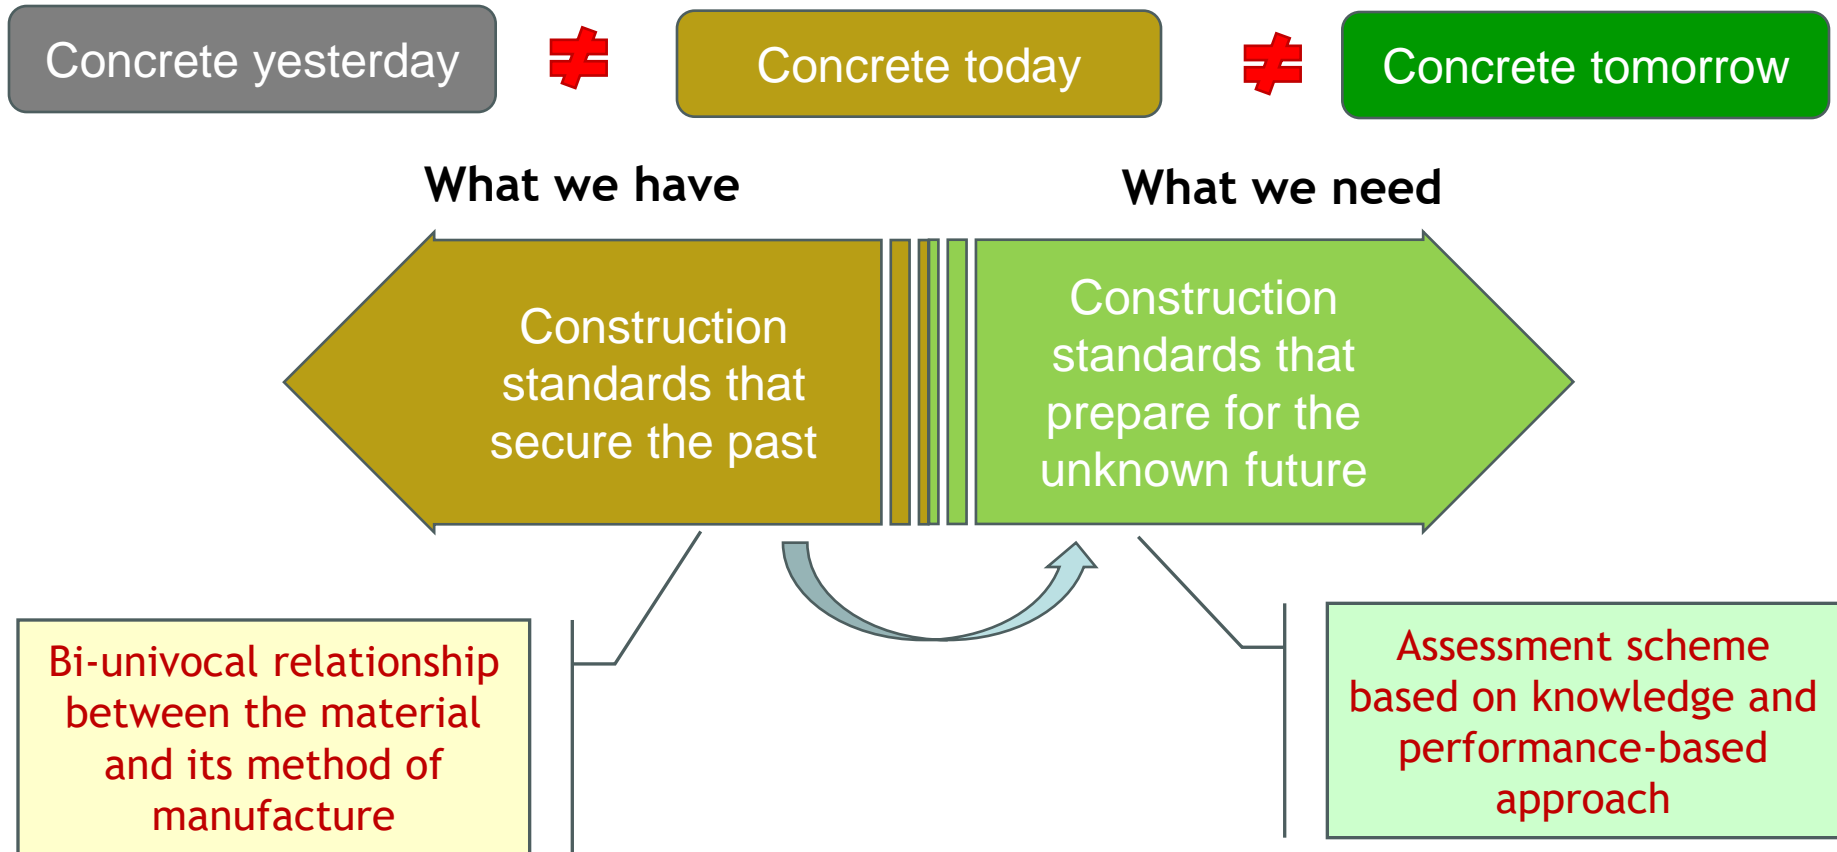 Concrete yesterday ≠ Concrete today ≠ Concrete tomorrow
What we have
What we need
Construction
standards that
secure the past
Construction
standards that
prepare for the
unknown future
Bi-univocal relationship
between the material
and its method of
manufacture
Assessment scheme
based on knowledge and
performance-based
approach